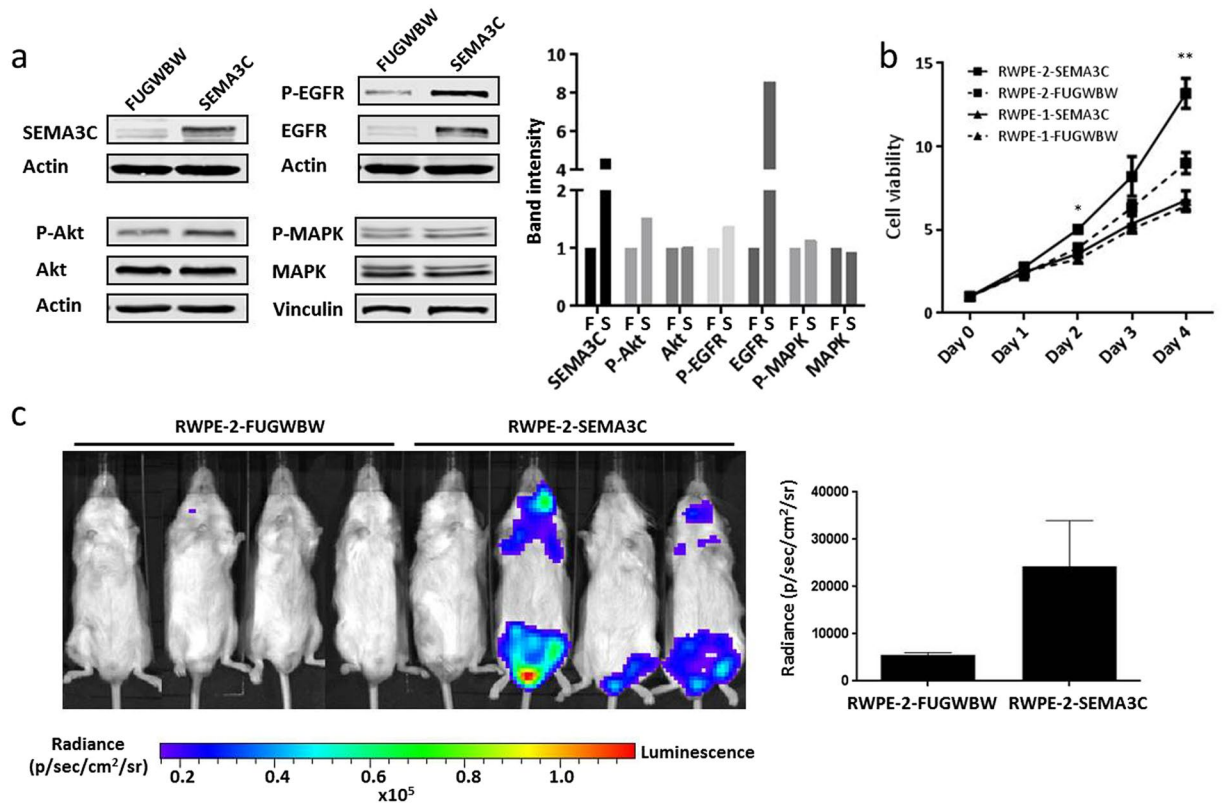 a
FUGWBW
SEMA3C
SEMA3C
Actin
P-Akt
Akt
Actin
FUGWBW
SEMA3C
P-EGFR
EGFR
Actin
P-MAPK
MAPK
Vinculin
Band intensity
10
8
6
4
2
1
0
F S F S F S F S F S F S F S
SEMA3C
P-Akt
Akt
P-EGFR
EGFR
P-MAPK
MAPK
b
Cell viability
15
10
5
0
RWPE-2-SEMA3C
RWPE-2-FUGWBW
RWPE-1-SEMA3C
RWPE-1-FUGWBW
*
**
Day 0
Day 1
Day 2
Day 3
Day 4
c
RWPE-2-FUGWBW
RWPE-2-SEMA3C
Radiance
(p/sec/cm²/sr)
Luminescence
0.2 0.4 0.6 0.8 1.0
x10⁵
Radiance (p/sec/cm²/sr)
40000
30000
20000
10000
0
RWPE-2-FUGWBW
RWPE-2-SEMA3C